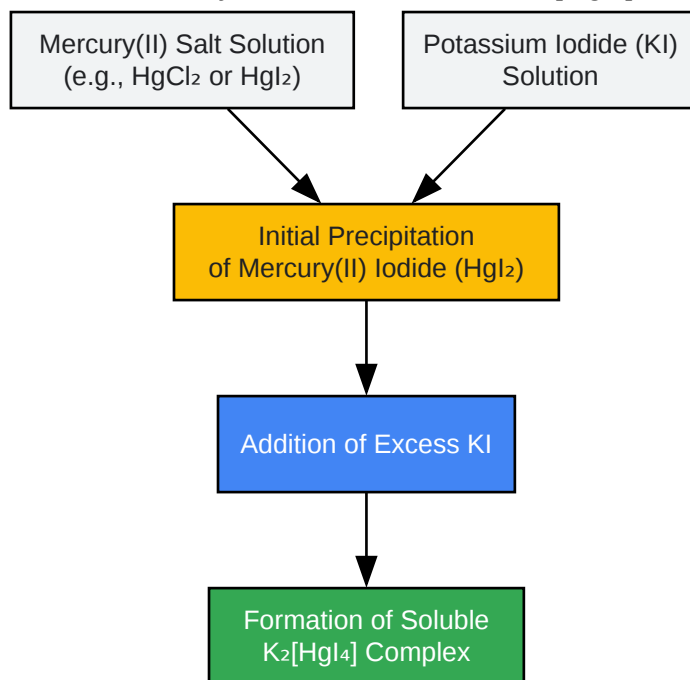 Mercury(II) Salt Solution
(e.g., HgCl₂ or HgI₂)
Potassium Iodide (KI)
Solution
Initial Precipitation
of Mercury(II) Iodide (HgI₂)
Addition of Excess KI
Formation of Soluble
K₂[HgI₄] Complex